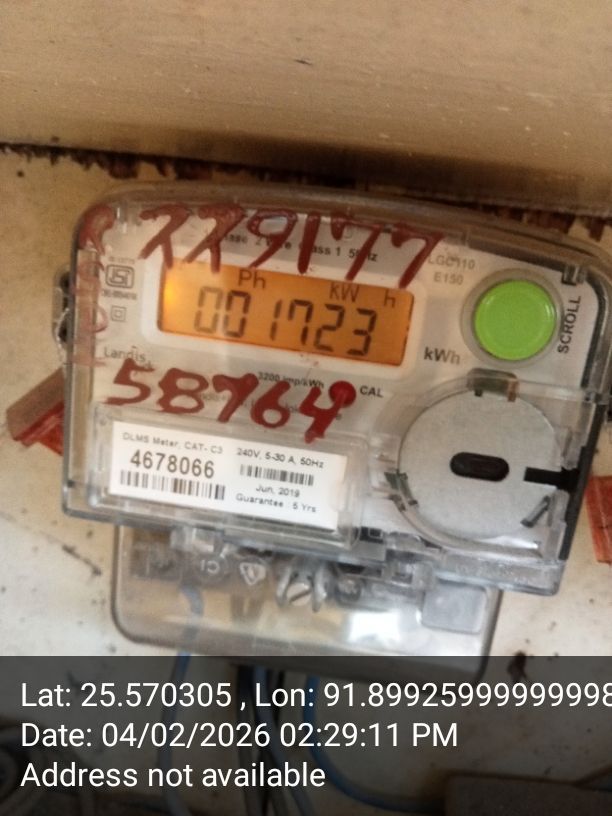 229177
LGC110
E150
Ph kW h
001723
SCROLL
Landis
kWh
3200 imp/kWh
CAL
58764
DLMS Meter, CAT- C3
240V, 5-30 A, 50Hz
4678066
Jun, 2019
Guarantee : 5 Yrs
Lat: 25.570305 , Lon: 91.89925999999998
Date: 04/02/2026 02:29:11 PM
Address not available